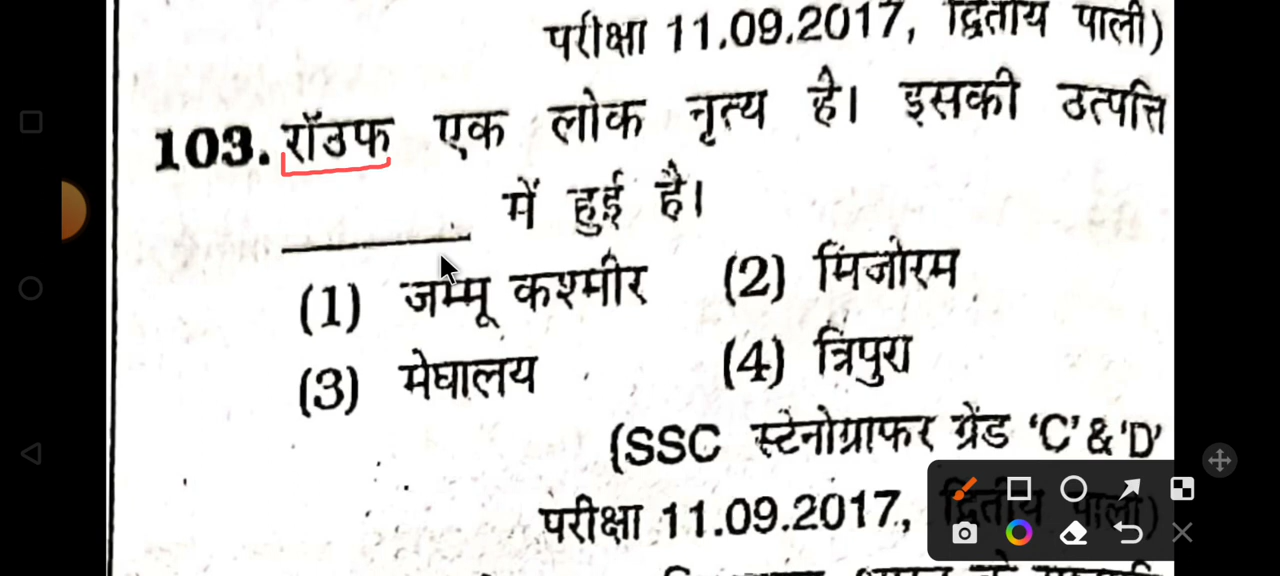 परीक्षा 11.09.2017, द्वितीय पाली)
103. रॉउफ एक लोक नृत्य है। इसकी उत्पत्ति
_______ में हुई है।
(1) जम्मू कश्मीर (2) मिजोरम
(3) मेघालय (4) त्रिपुरा
(SSC स्टेनोग्राफर ग्रेड 'C' & 'D'
परीक्षा 11.09.2017, द्वितीय पाली)